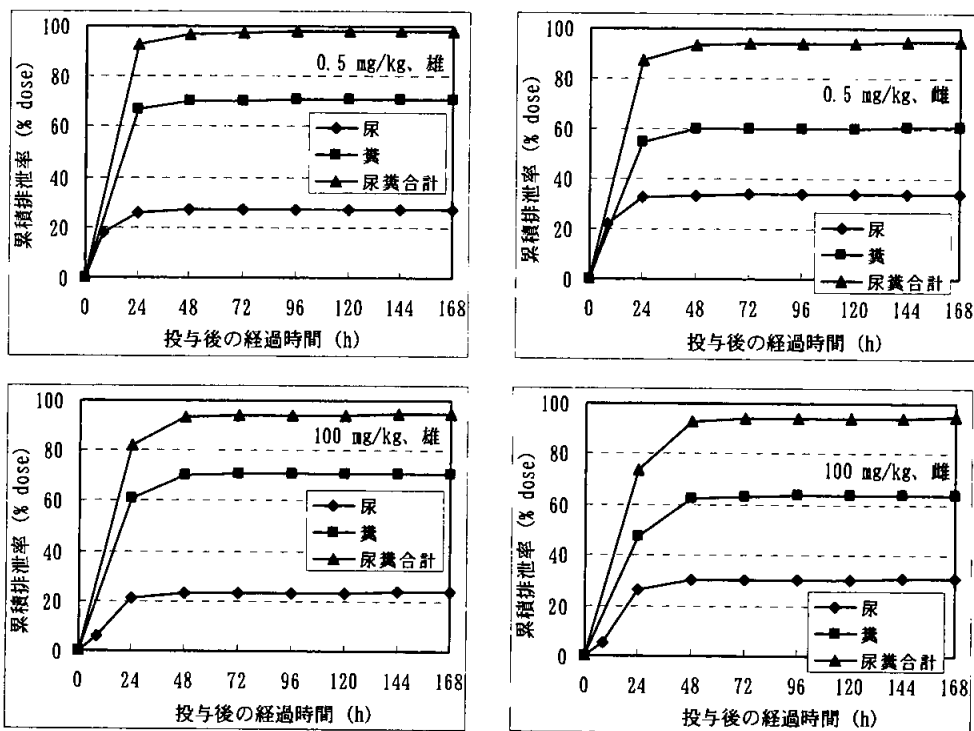 100
80
60
40
20
0
累積排泄率 (% dose)
0.5 mg/kg、雄
尿
糞
尿糞合計
0 24 48 72 96 120 144 168
投与後の経過時間 (h)
100
80
60
40
20
0
累積排泄率 (% dose)
0.5 mg/kg、雌
尿
糞
尿糞合計
0 24 48 72 96 120 144 168
投与後の経過時間 (h)
100
80
60
40
20
0
累積排泄率 (% dose)
100 mg/kg、雄
尿
糞
尿糞合計
0 24 48 72 96 120 144 168
投与後の経過時間 (h)
100
80
60
40
20
0
累積排泄率 (% dose)
100 mg/kg、雌
尿
糞
尿糞合計
0 24 48 72 96 120 144 168
投与後の経過時間 (h)